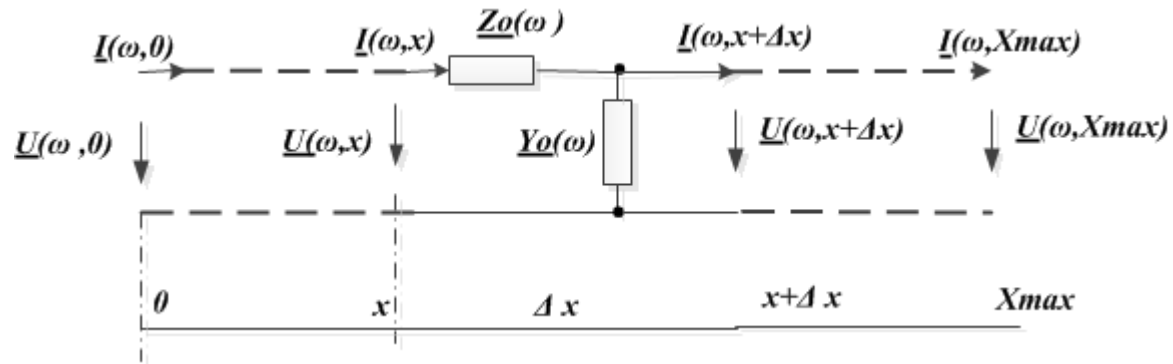 I(ω,0) I(ω,x) Zo(ω ) I(ω,x+Δx) I(ω,Xmax)
U(ω ,0) U(ω,x) Yo(ω) U(ω,x+Δx) U(ω,Xmax)
0 x Δ x x+Δ x Xmax